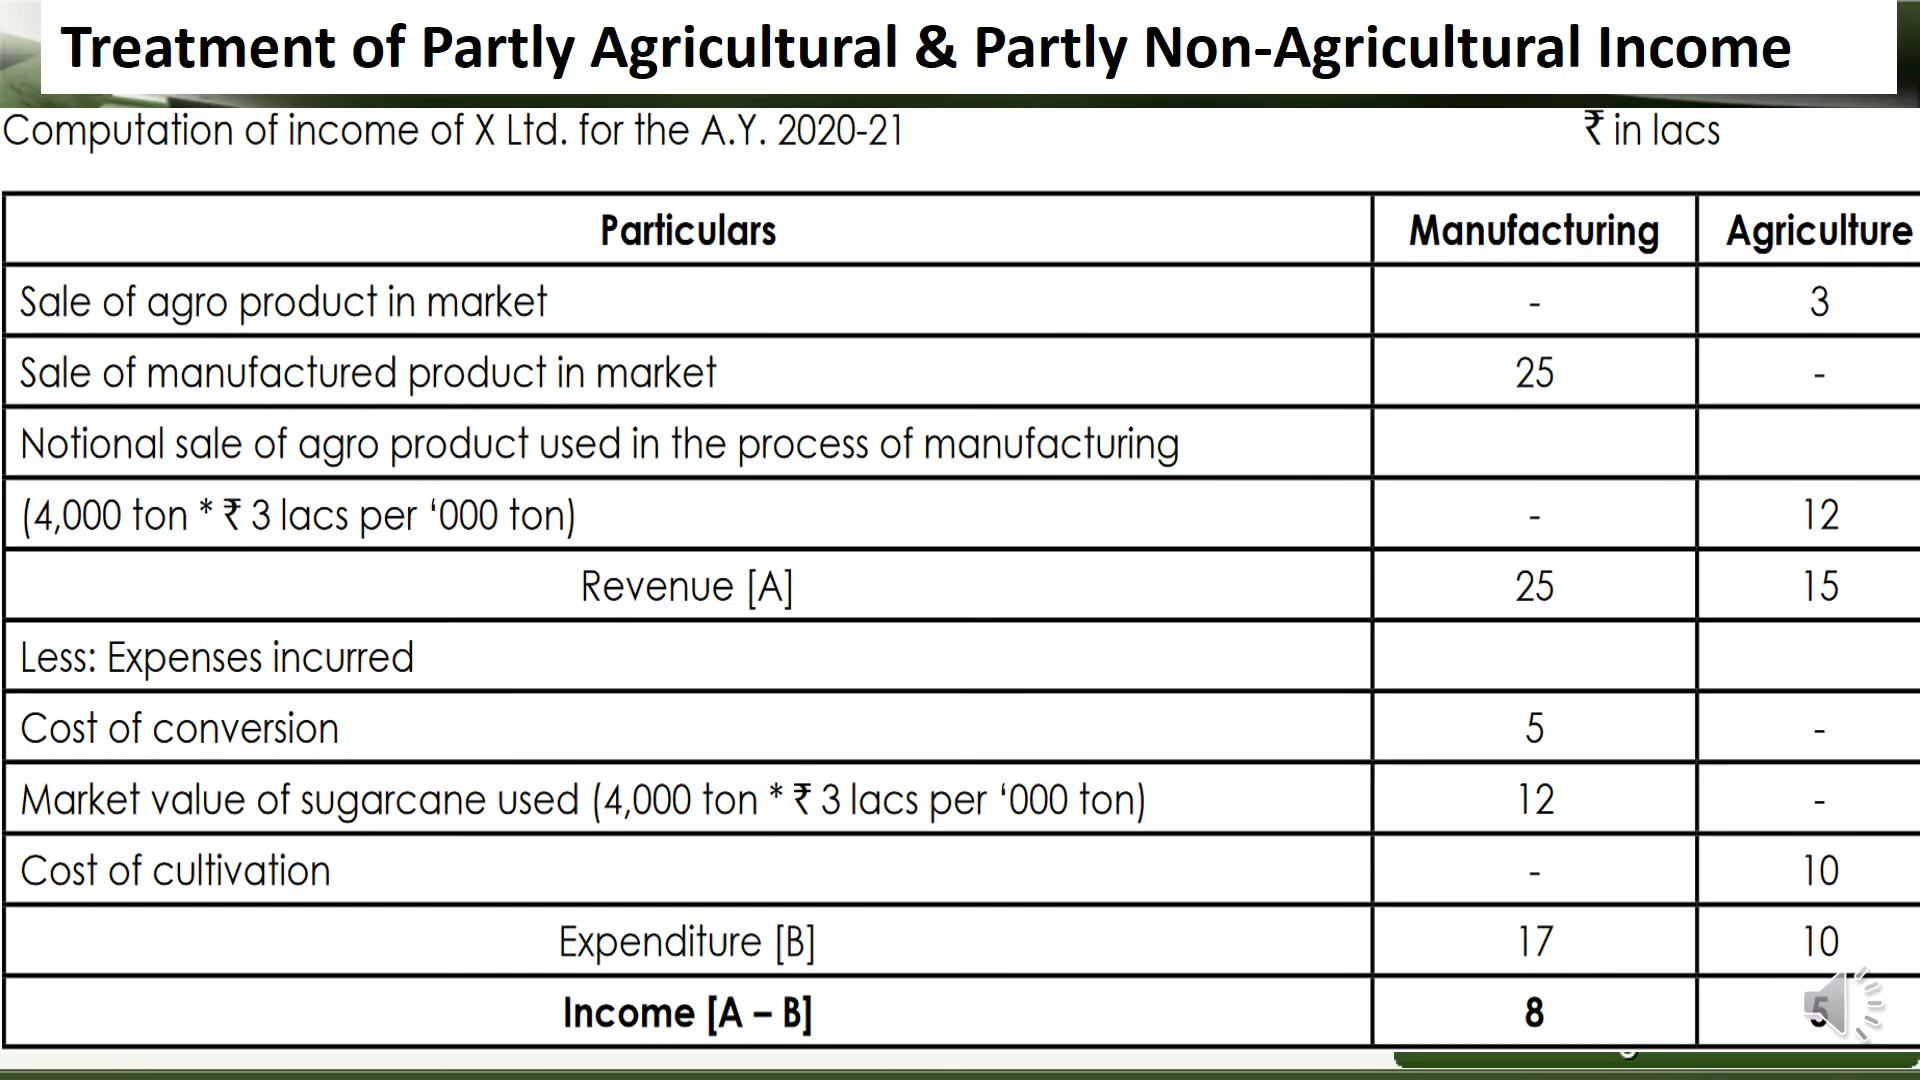 Treatment of Partly Agricultural & Partly Non-Agricultural Income
Computation of income of X Ltd. for the A.Y. 2020-21 ₹ in lacs
Particulars Manufacturing Agriculture
Sale of agro product in market - 3
Sale of manufactured product in market 25 -
Notional sale of agro product used in the process of manufacturing
(4,000 ton * ₹ 3 lacs per ‘000 ton) - 12
Revenue [A] 25 15
Less: Expenses incurred
Cost of conversion 5 -
Market value of sugarcane used (4,000 ton * ₹ 3 lacs per ‘000 ton) 12 -
Cost of cultivation - 10
Expenditure [B] 17 10
Income [A – B] 8 5